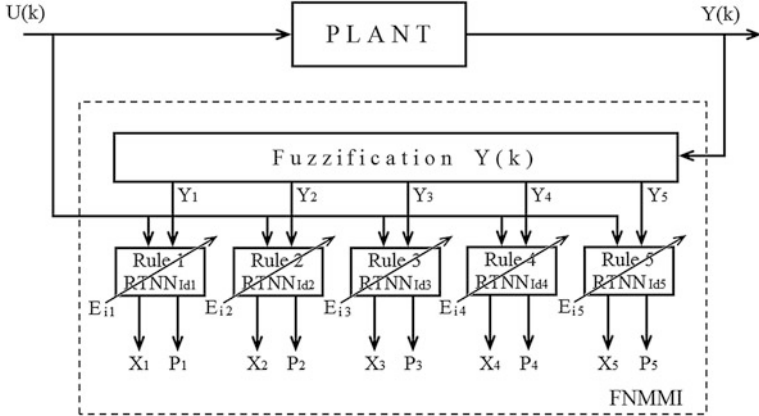 U(k)
P L A N T
Y(k)
Fuzzification Y(k)
Y1 Y2 Y3 Y4 Y5
Rule 1 Rule 2 Rule 3 Rule 4 Rule 5
RTNNId1 RTNNId2 RTNNId3 RTNNId4 RTNNId5
Ei1 Ei2 Ei3 Ei4 Ei5
X1 P1 X2 P2 X3 P3 X4 P4 X5 P5
FNMMI